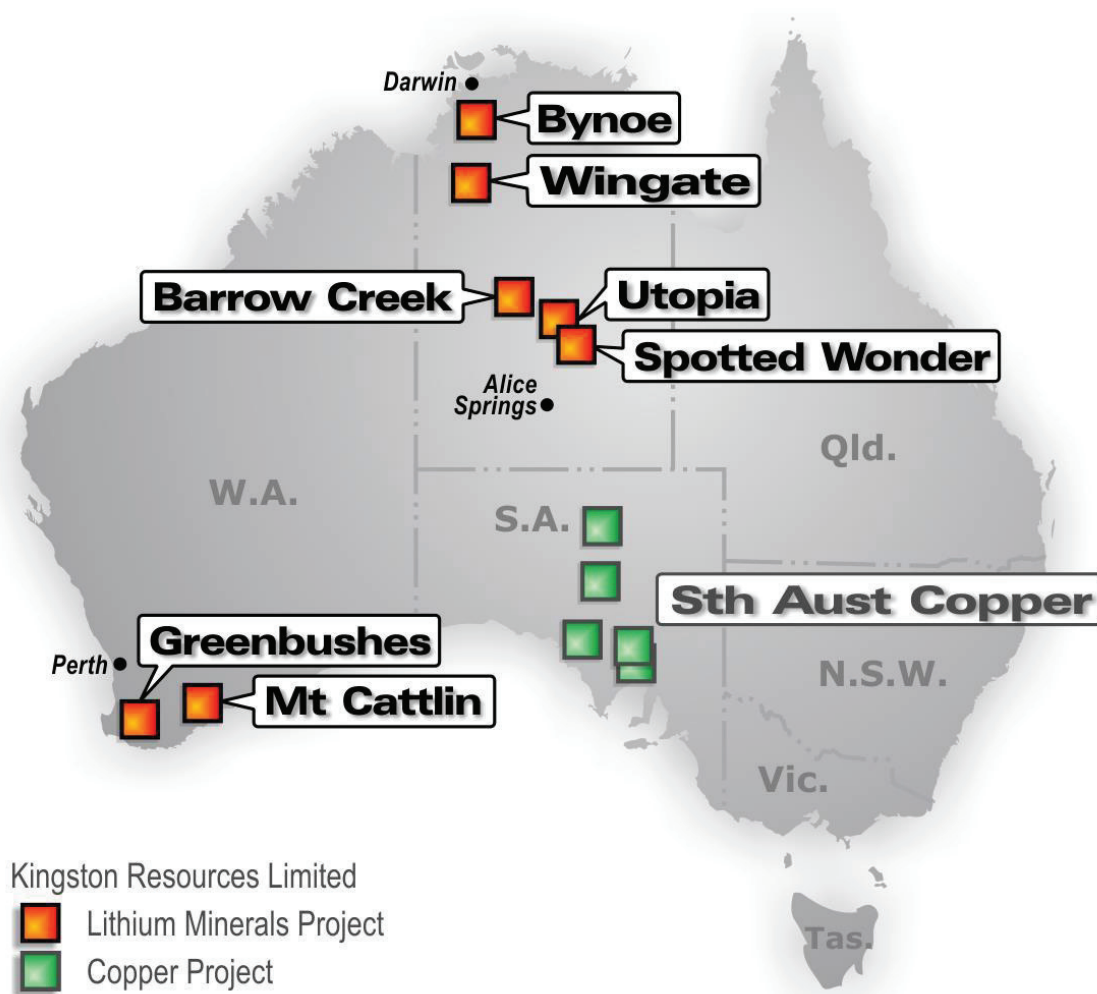 Darwin
Bynoe
Wingate
Barrow Creek
Utopia
Spotted Wonder
Alice
Springs
Qld.
W.A.
S.A.
Sth Aust Copper
Greenbushes
Perth
Mt Cattlin
N.S.W.
Vic.
Kingston Resources Limited
Lithium Minerals Project
Tas.
Copper Project